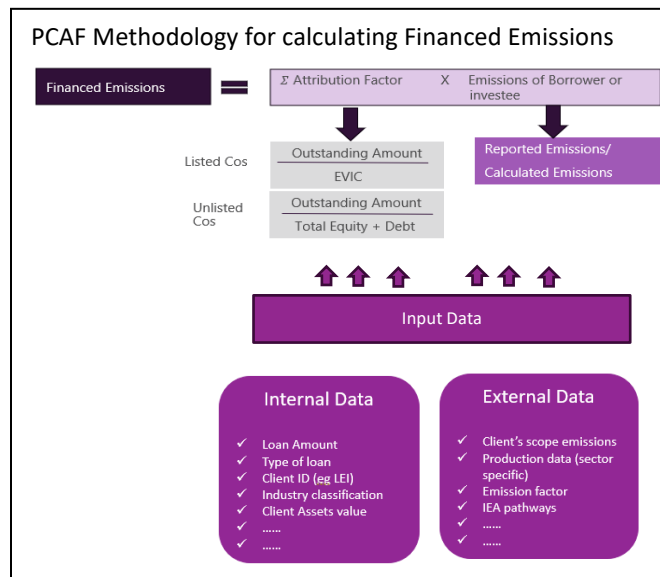 PCAF Methodology for calculating Financed Emissions
Financed Emissions
=
Σ Attribution Factor X Emissions of Borrower or
investee
Listed Cos
Outstanding Amount
EVIC
Reported Emissions/
Calculated Emissions
Unlisted
Cos
Outstanding Amount
Total Equity + Debt
Input Data
Internal Data
✓ Loan Amount
✓ Type of loan
✓ Client ID (eg LEI)
✓ Industry classification
✓ Client Assets value
✓ ......
✓ ......
External Data
✓ Client's scope emissions
✓ Production data (sector
specific)
✓ Emission factor
✓ IEA pathways
✓ ......
✓ ......